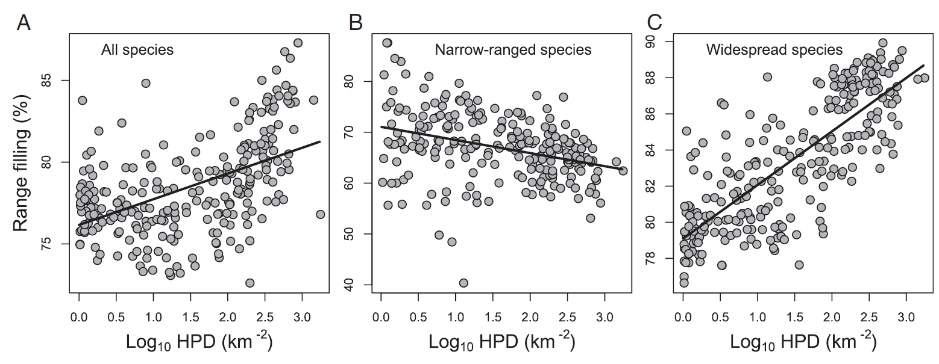 A
B
C
All species
Narrow-ranged species
Widespread species
Range filling (%)
85
80
75
80
70
60
50
40
90
88
86
84
82
80
78
0.0 0.5 1.0 1.5 2.0 2.5 3.0
0.0 0.5 1.0 1.5 2.0 2.5 3.0
0.0 0.5 1.0 1.5 2.0 2.5 3.0
Log₁₀ HPD (km⁻²)
Log₁₀ HPD (km⁻²)
Log₁₀ HPD (km⁻²)